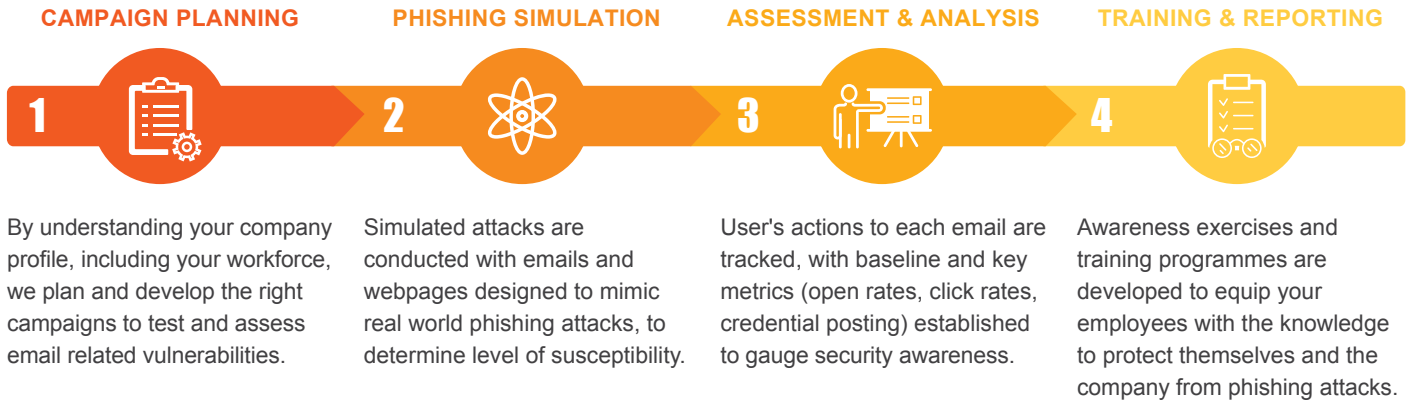 CAMPAIGN PLANNING
PHISHING SIMULATION
ASSESSMENT & ANALYSIS
TRAINING & REPORTING
1
2
3
4
By understanding your company
profile, including your workforce,
we plan and develop the right
campaigns to test and assess
email related vulnerabilities.
Simulated attacks are
conducted with emails and
webpages designed to mimic
real world phishing attacks, to
determine level of susceptibility.
User's actions to each email are
tracked, with baseline and key
metrics (open rates, click rates,
credential posting) established
to gauge security awareness.
Awareness exercises and
training programmes are
developed to equip your
employees with the knowledge
to protect themselves and the
company from phishing attacks.